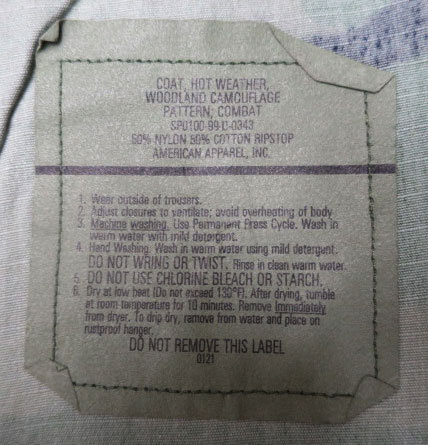 COAT, HOT WEATHER,
WOODLAND CAMOUFLAGE
PATTERN; COMBAT
SP0100-99-D-0343
50% NYLON 50% COTTON RIPSTOP
AMERICAN APPAREL, INC.
1. Wear outside of trousers.
2. Adjust closures to ventilate; avoid overheating of body
3. Machine washing. Use Permanent Press Cycle. Wash in
warm water with mild detergent.
4. Hand Washing. Wash in warm water using mild detergent.
DO NOT WRING OR TWIST. Rinse in clean warm water.
5. DO NOT USE CHLORINE BLEACH OR STARCH.
6. Dry at low heat (Do not exceed 130°F). After drying, tumble
at room temperature for 10 minutes. Remove immediately
from dryer. To drip dry, remove from water and place on
rustproof hanger.
DO NOT REMOVE THIS LABEL
0121